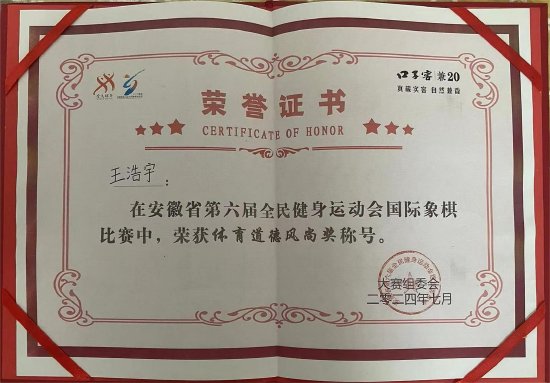 口子窖 兼20
真藏实窖 自然兼香
荣誉证书
CERTIFICATE OF HONOR
王浩宇:
在安徽省第六届全民健身运动会国际象棋
比赛中,荣获体育道德风尚奖称号。
大赛组委会
二零二四年七月